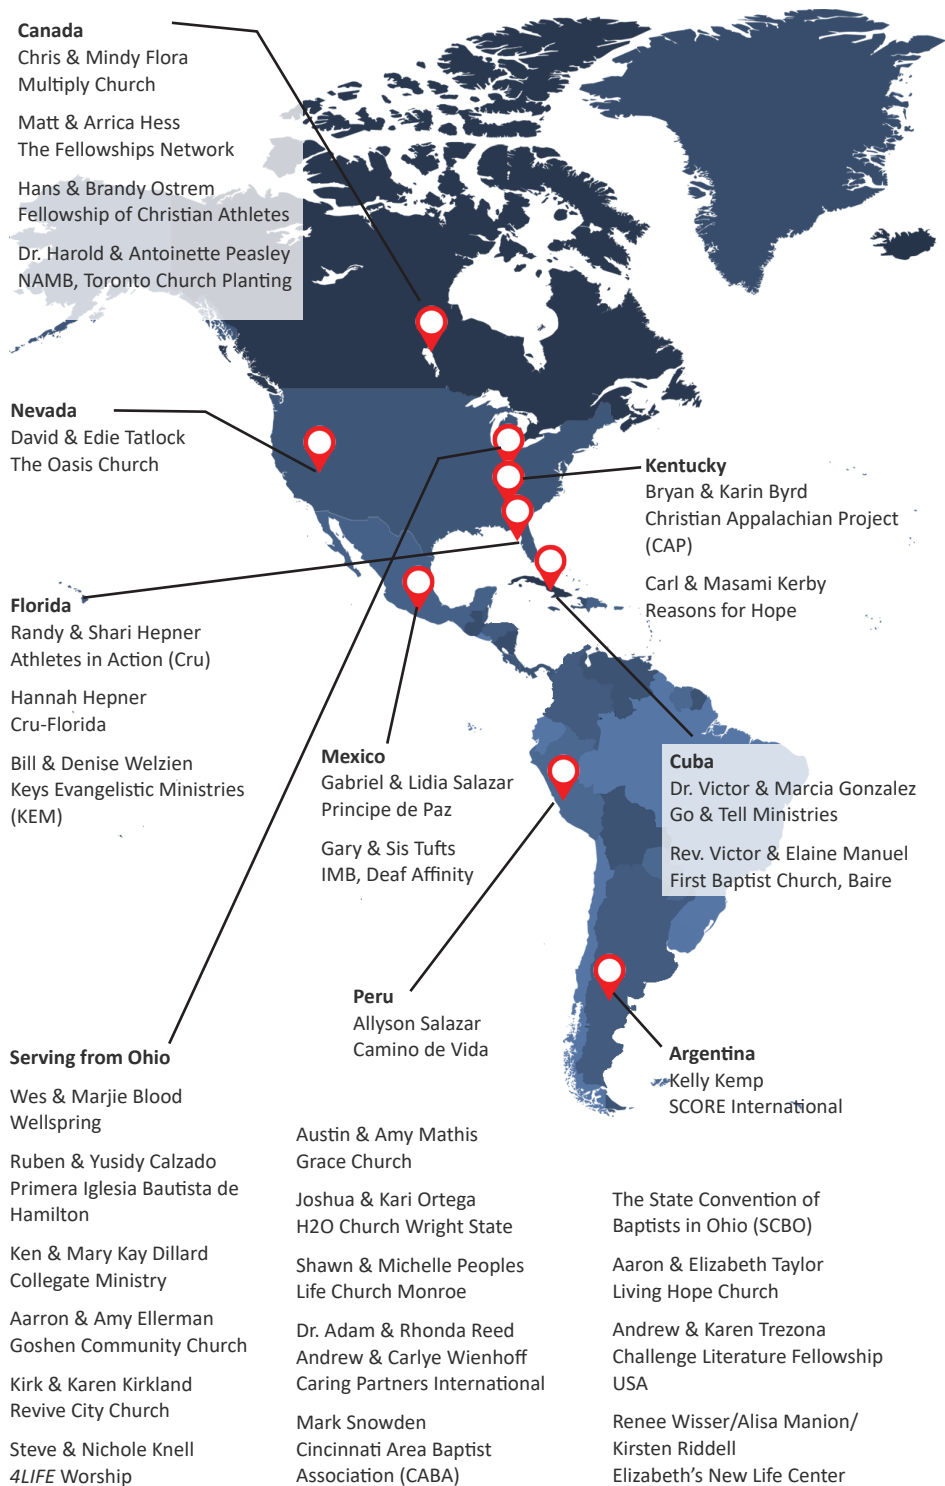 Canada
Chris & Mindy Flora
Multiply Church
Matt & Arrica Hess
The Fellowships Network
Hans & Brandy Ostrem
Fellowship of Christian Athletes
Dr. Harold & Antoinette Peasley
NAMB, Toronto Church Planting
Nevada
David & Edie Tatlock
The Oasis Church
Kentucky
Bryan & Karin Byrd
Christian Appalachian Project
(CAP)
Carl & Masami Kerby
Reasons for Hope
Florida
Randy & Shari Hepner
Athletes in Action (Cru)
Hannah Hepner
Cru-Florida
Bill & Denise Welzien
Keys Evangelistic Ministries
(KEM)
Mexico
Gabriel & Lidia Salazar
Principe de Paz
Gary & Sis Tufts
IMB, Deaf Affinity
Cuba
Dr. Victor & Marcia Gonzalez
Go & Tell Ministries
Rev. Victor & Elaine Manuel
First Baptist Church, Baire
Peru
Allyson Salazar
Camino de Vida
Argentina
Kelly Kemp
SCORE International
Serving from Ohio
Wes & Marjie Blood
Wellspring
Ruben & Yusidy Calzado
Primera Iglesia Bautista de
Hamilton
Ken & Mary Kay Dillard
Collegate Ministry
Aarron & Amy Ellerman
Goshen Community Church
Kirk & Karen Kirkland
Revive City Church
Steve & Nichole Knell
4LIFE Worship
Austin & Amy Mathis
Grace Church
Joshua & Kari Ortega
H2O Church Wright State
Shawn & Michelle Peoples
Life Church Monroe
Dr. Adam & Rhonda Reed
Andrew & Carlye Wienhoff
Caring Partners International
Mark Snowden
Cincinnati Area Baptist
Association (CABA)
The State Convention of
Baptists in Ohio (SCBO)
Aaron & Elizabeth Taylor
Living Hope Church
Andrew & Karen Trezona
Challenge Literature Fellowship
USA
Renee Wisser/Alisa Manion/
Kirsten Riddell
Elizabeth's New Life Center